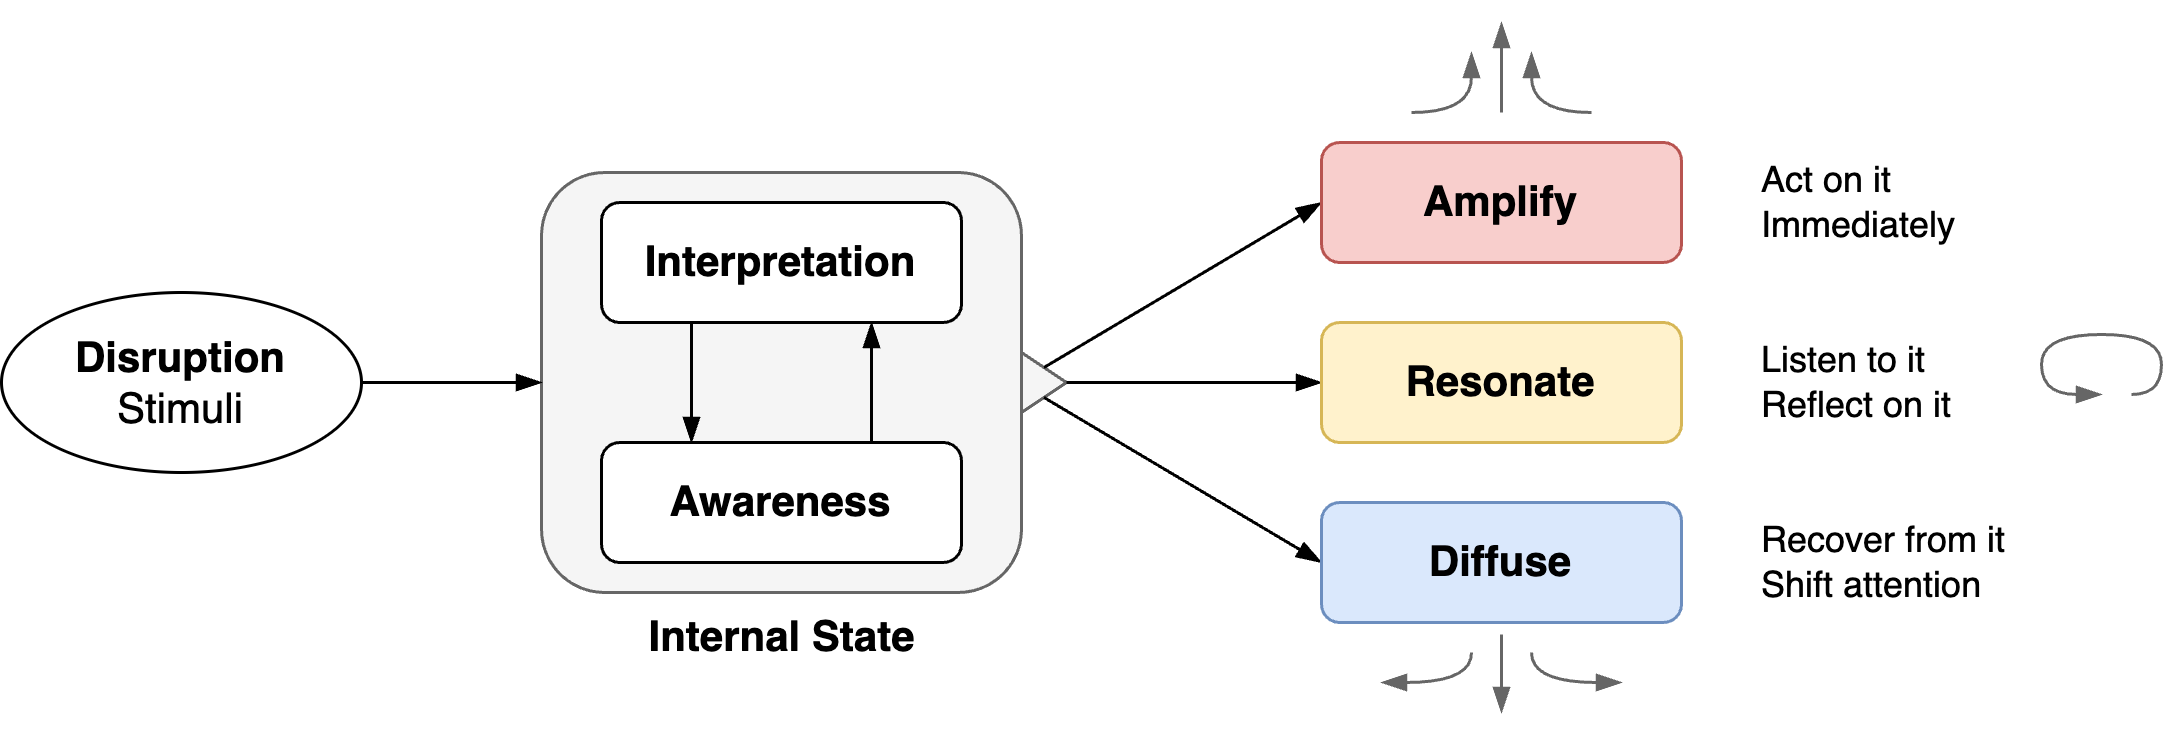 Disruption
Stimuli
Interpretation
Awareness
Internal State
Amplify
Act on it
Immediately
Resonate
Listen to it
Reflect on it
Diffuse
Recover from it
Shift attention